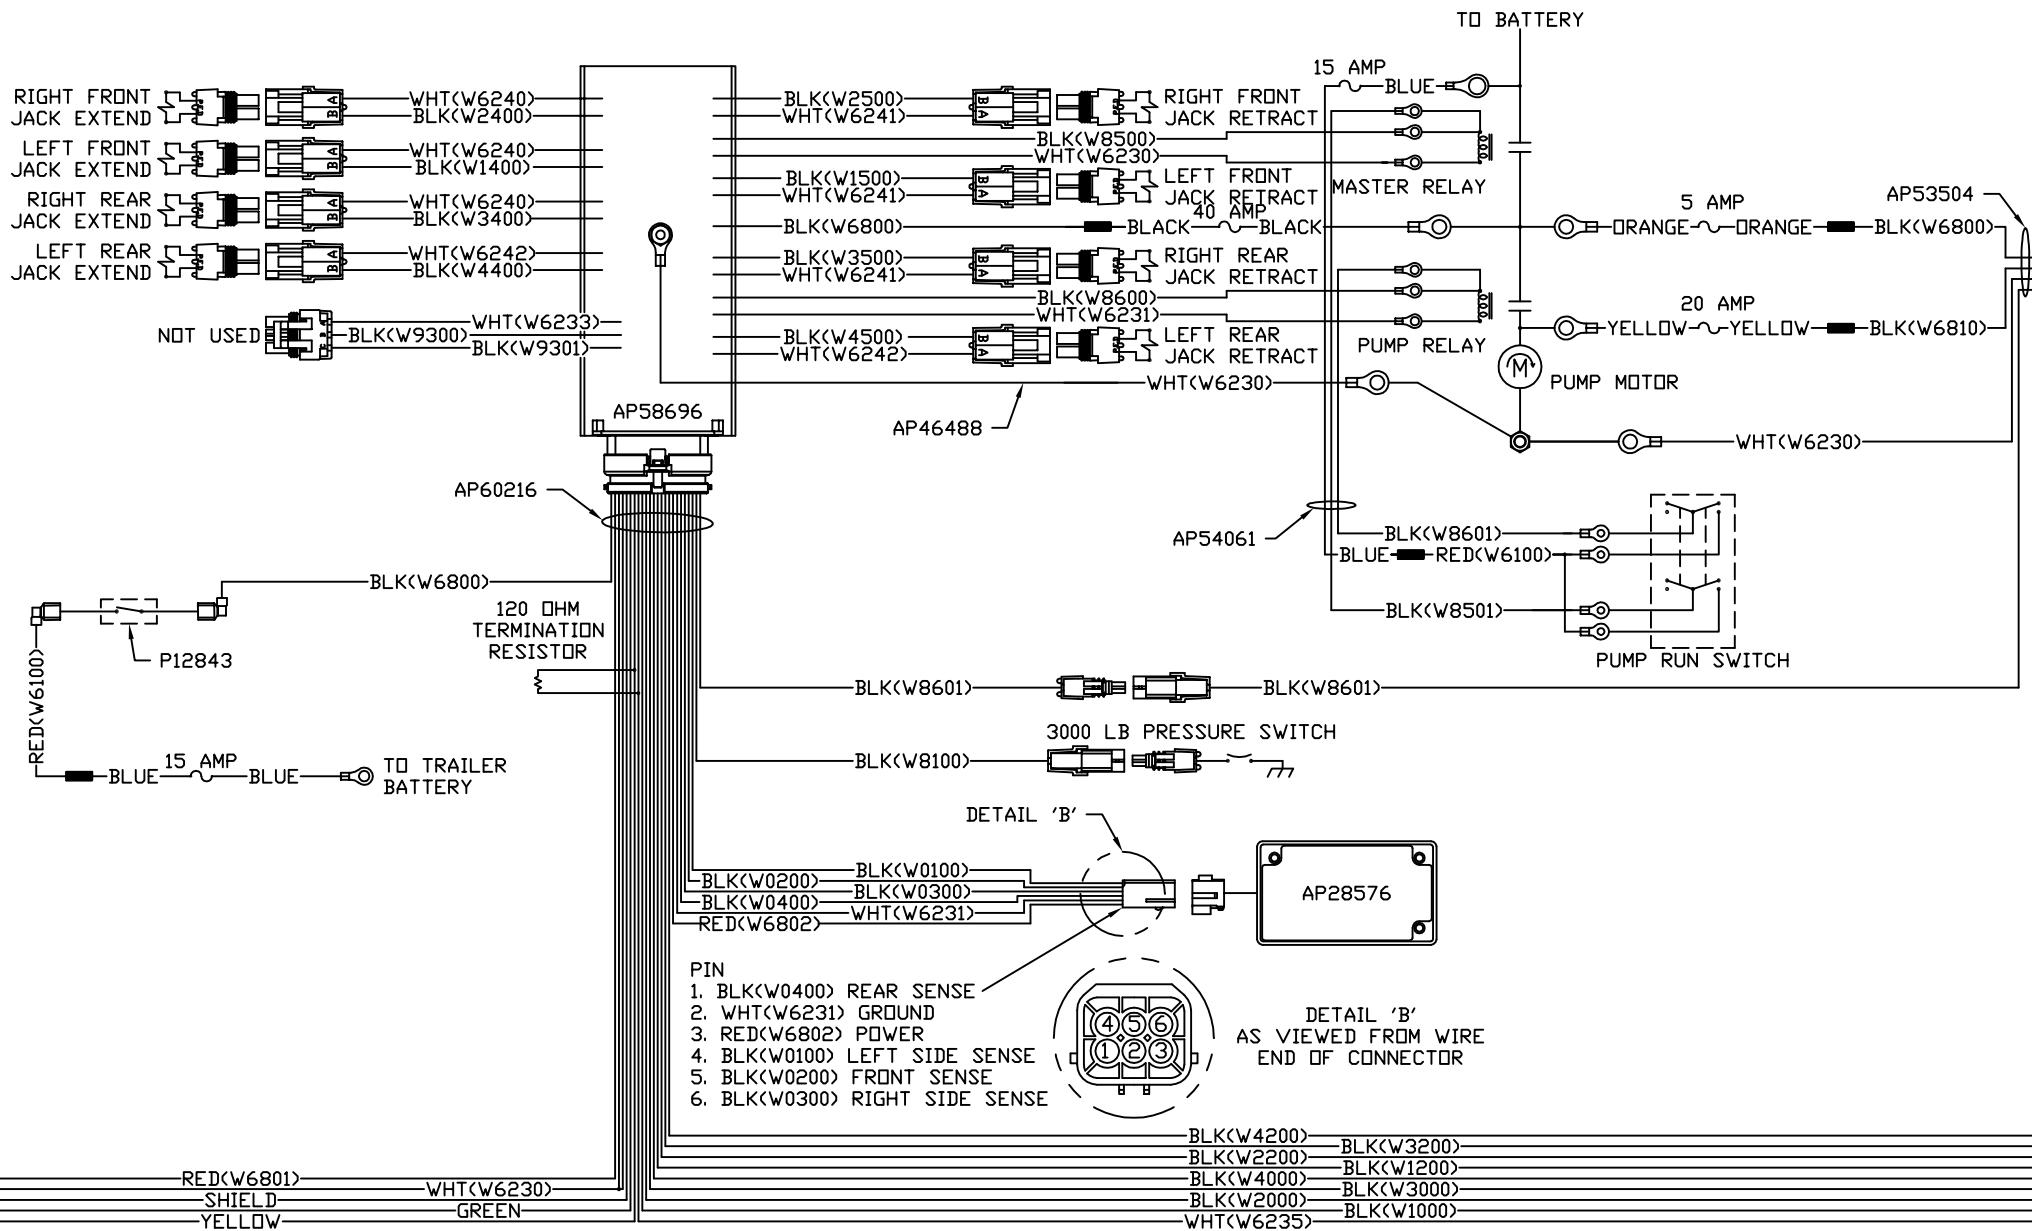 TO BATTERY
15 AMP
BLUE
RIGHT FRONT
JACK EXTEND
A
B
WHT(W6240)
BLK(W2400)
LEFT FRONT
JACK EXTEND
A
B
WHT(W6240)
BLK(W1400)
RIGHT REAR
JACK EXTEND
A
B
WHT(W6240)
BLK(W3400)
LEFT REAR
JACK EXTEND
A
B
WHT(W6242)
BLK(W4400)
NOT USED
WHT(W6233)
BLK(W9300)
BLK(W9301)
AP58696
BLK(W2500)
WHT(W6241)
B
A
RIGHT FRONT
JACK RETRACT
BLK(W8500)
WHT(W6230)
BLK(W1500)
WHT(W6241)
B
A
LEFT FRONT
JACK RETRACT
MASTER RELAY
BLK(W6800)
BLACK
40 AMP
BLACK
BLK(W3500)
WHT(W6241)
B
A
RIGHT REAR
JACK RETRACT
BLK(W8600)
WHT(W6231)
BLK(W4500)
WHT(W6242)
B
A
LEFT REAR
JACK RETRACT
PUMP RELAY
WHT(W6230)
AP46488
ORANGE
5 AMP
ORANGE
BLK(W6800)
AP53504
YELLOW
20 AMP
YELLOW
BLK(W6810)
M
PUMP MOTOR
WHT(W6230)
AP60216
AP54061
BLK(W8601)
BLUE
RED(W6100)
BLK(W8501)
PUMP RUN SWITCH
BLK(W6800)
P12843
RED(W6100)
120 OHM
TERMINATION
RESISTOR
BLUE
15 AMP
BLUE
TO TRAILER
BATTERY
BLK(W8601)
BLK(W8601)
3000 LB PRESSURE SWITCH
BLK(W8100)
DETAIL 'B'
BLK(W0100)
BLK(W0200)
BLK(W0300)
BLK(W0400)
WHT(W6231)
RED(W6802)
AP28576
PIN
1. BLK(W0400) REAR SENSE
2. WHT(W6231) GROUND
3. RED(W6802) POWER
4. BLK(W0100) LEFT SIDE SENSE
5. BLK(W0200) FRONT SENSE
6. BLK(W0300) RIGHT SIDE SENSE
4 5 6
1 2 3
DETAIL 'B'
AS VIEWED FROM WIRE
END OF CONNECTOR
BLK(W4200)
BLK(W3200)
BLK(W2200)
BLK(W1200)
BLK(W4000)
BLK(W3000)
BLK(W2000)
BLK(W1000)
WHT(W6235)
RED(W6801)
WHT(W6230)
SHIELD
GREEN
YELLOW